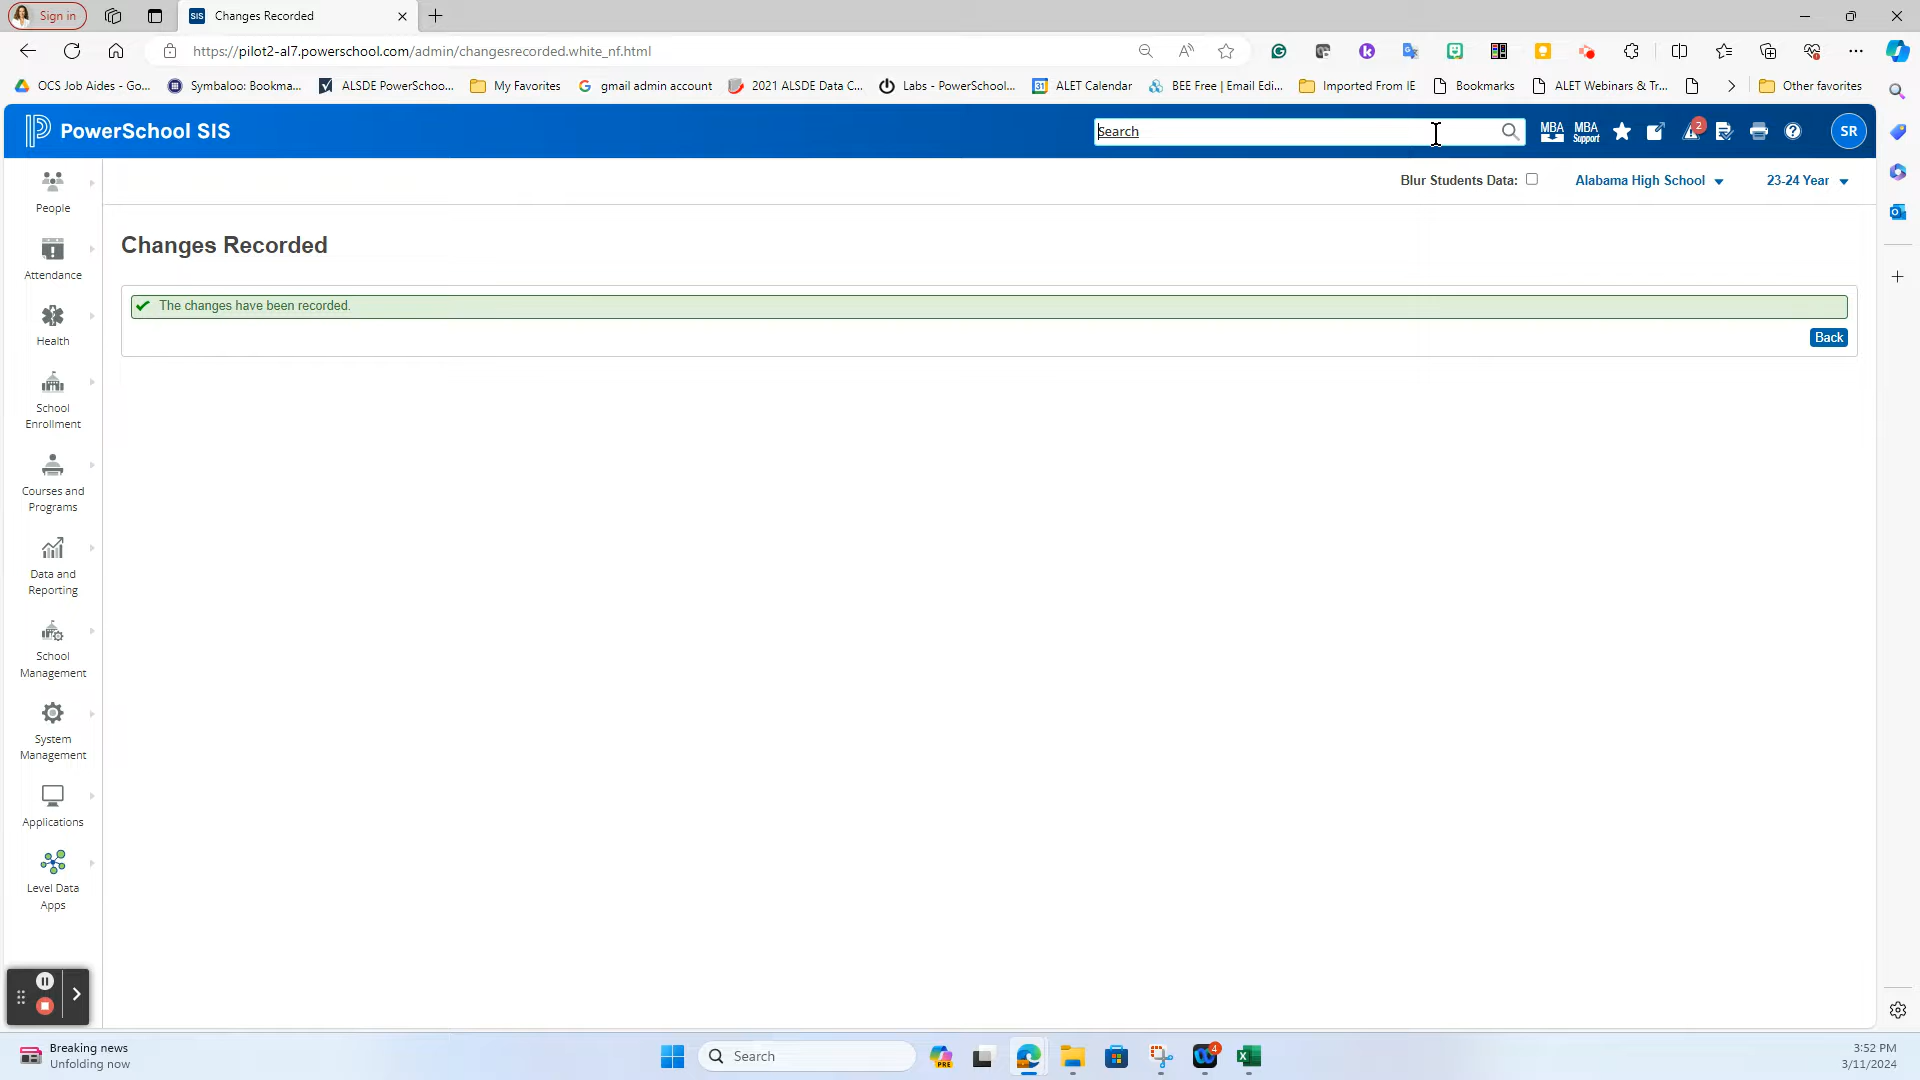 Sign in
SIS
Changes Recorded
https://pilot2-al7.powerschool.com/admin/changesrecorded.white_nf.html
OCS Job Aides - Go...
Symbaloo: Bookma...
ALSDE PowerSchoo...
My Favorites
gmail admin account
2021 ALSDE Data C...
Labs - PowerSchool...
ALET Calendar
BEE Free | Email Edi...
Imported From IE
Bookmarks
ALET Webinars & Tr...
Other favorites
PowerSchool SIS
Search
MBA
MBA
Support
2
SR
Blur Students Data:
Alabama High School
23-24 Year
People
Attendance
Health
School
Enrollment
Courses and
Programs
Data and
Reporting
School
Management
System
Management
Applications
Level Data
Apps
Changes Recorded
The changes have been recorded.
Back
Breaking news
Unfolding now
Search
PRE
4
3:52 PM
3/11/2024